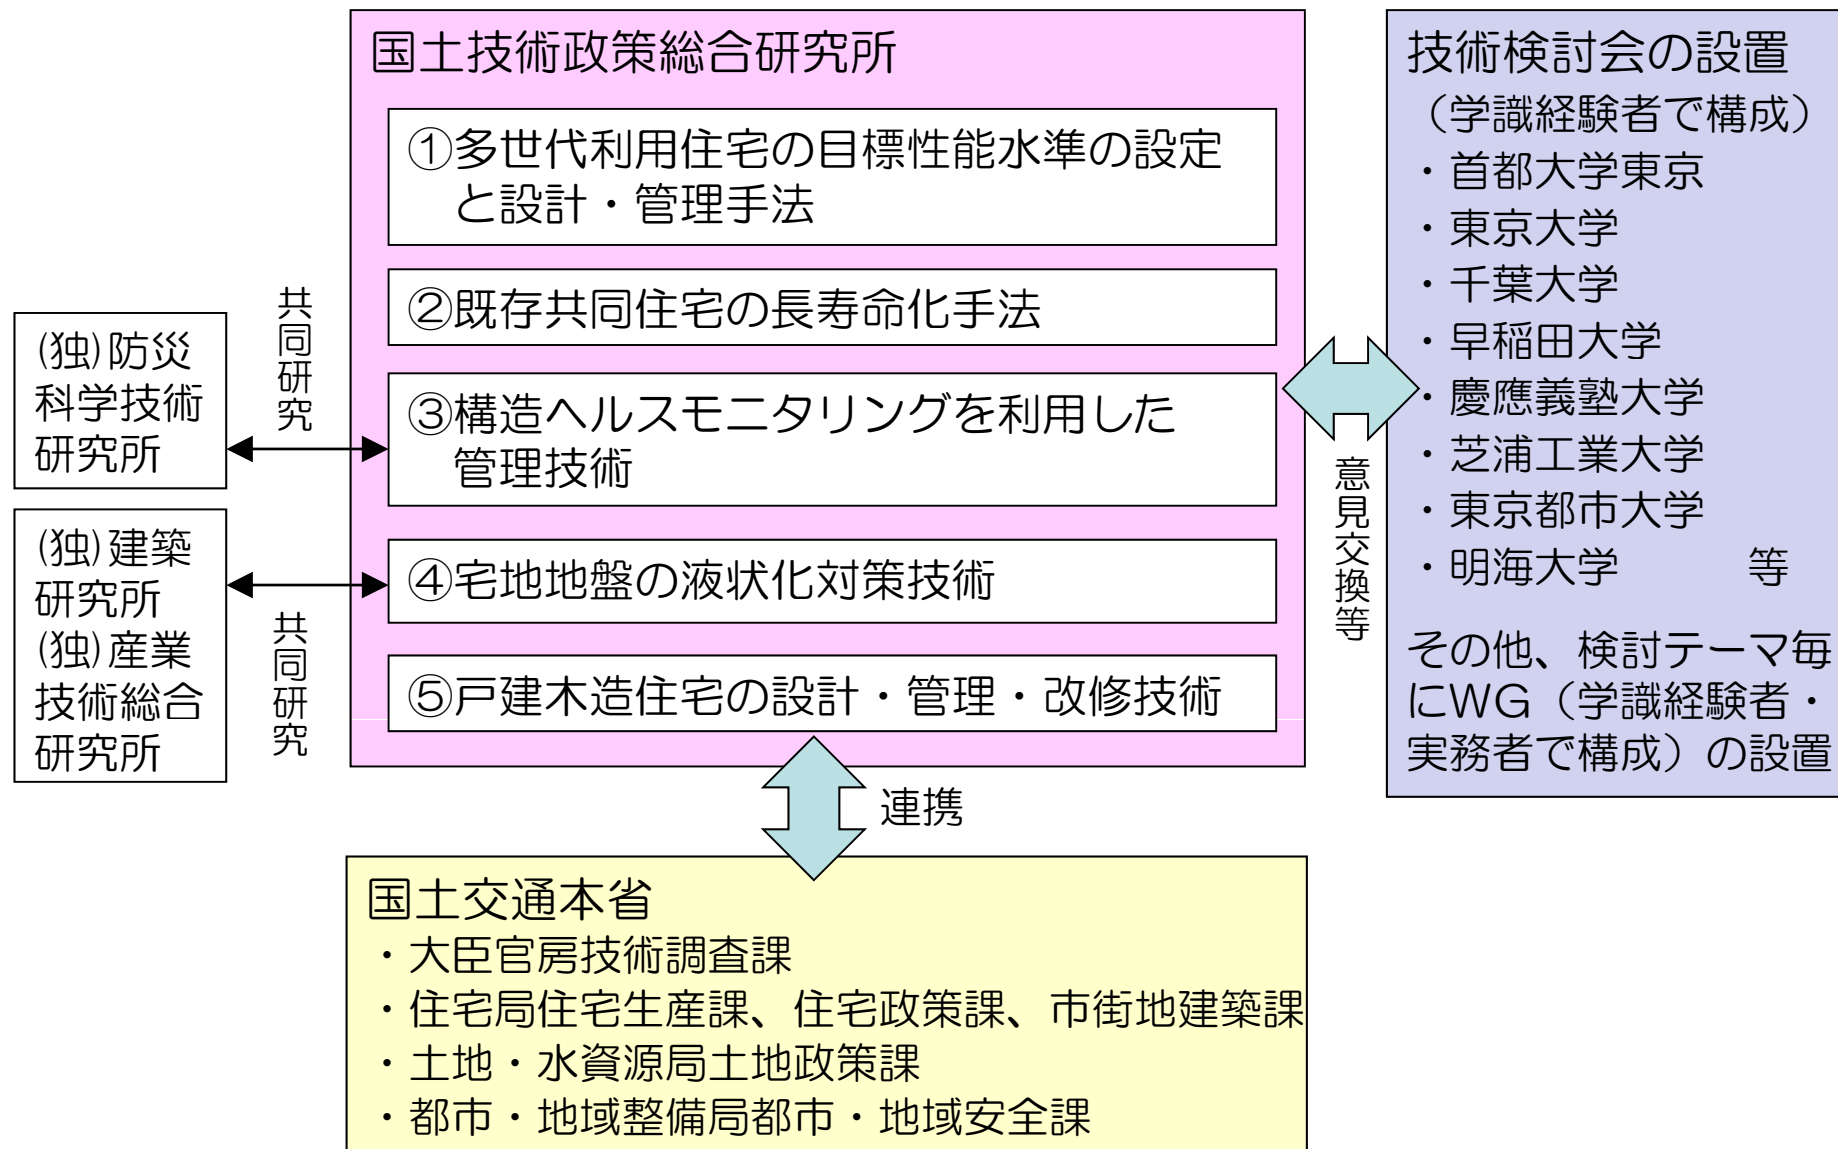 国土技術政策総合研究所
①多世代利用住宅の目標性能水準の設定
と設計・管理手法
②既存共同住宅の長寿命化手法
③構造ヘルスモニタリングを利用した
管理技術
④宅地地盤の液状化対策技術
⑤戸建木造住宅の設計・管理・改修技術
共同研究
(独)防災
科学技術
研究所
(独)建築
研究所
(独)産業
技術総合
研究所
共同研究
意見交換等
技術検討会の設置
（学識経験者で構成）
・首都大学東京
・東京大学
・千葉大学
・早稲田大学
・慶應義塾大学
・芝浦工業大学
・東京都市大学
・明海大学　　　等
その他、検討テーマ毎
にWG（学識経験者・
実務者で構成）の設置
連携
国土交通本省
・大臣官房技術調査課
・住宅局住宅生産課、住宅政策課、市街地建築課
・土地・水資源局土地政策課
・都市・地域整備局都市・地域安全課